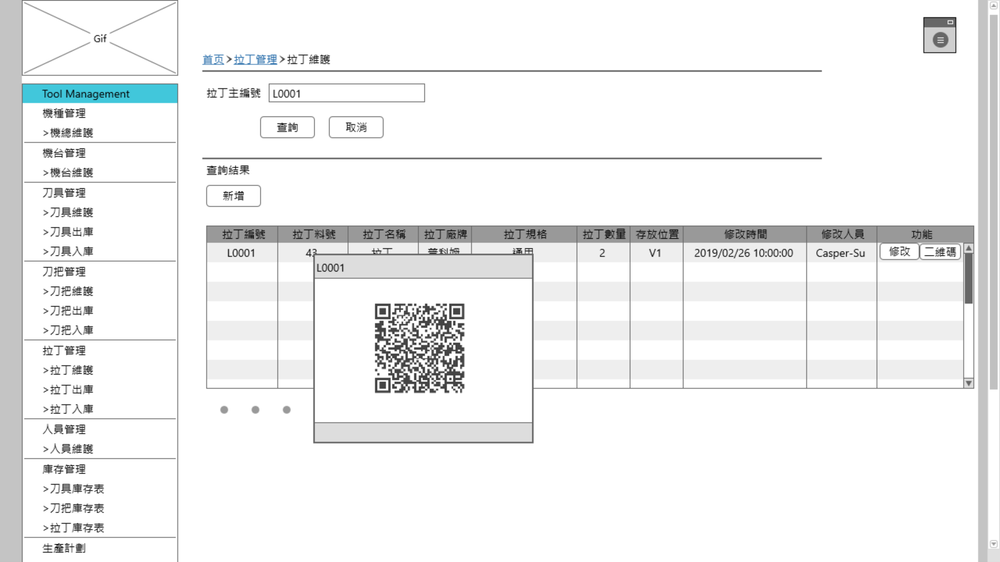 Gif
首页>拉丁管理>拉丁維護
Tool Management
機種管理
>機總維護
機台管理
>機台維護
刀具管理
>刀具維護
>刀具出庫
>刀具入庫
刀把管理
>刀把維護
>刀把出庫
>刀把入庫
拉丁管理
>拉丁維護
>拉丁出庫
>拉丁入庫
人員管理
>人員維護
庫存管理
>刀具庫存表
>刀把庫存表
>拉丁庫存表
生產計劃
拉丁主編號 L0001
查詢 取消
查詢結果
新增
拉丁編號 拉丁料號 拉丁名稱 拉丁廠牌 拉丁規格 拉丁數量 存放位置 修改時間 修改人員 功能
L0001 43 拉丁 普科姆 通用 2 V1 2019/02/26 10:00:00 Casper-Su 修改 二維碼
L0001